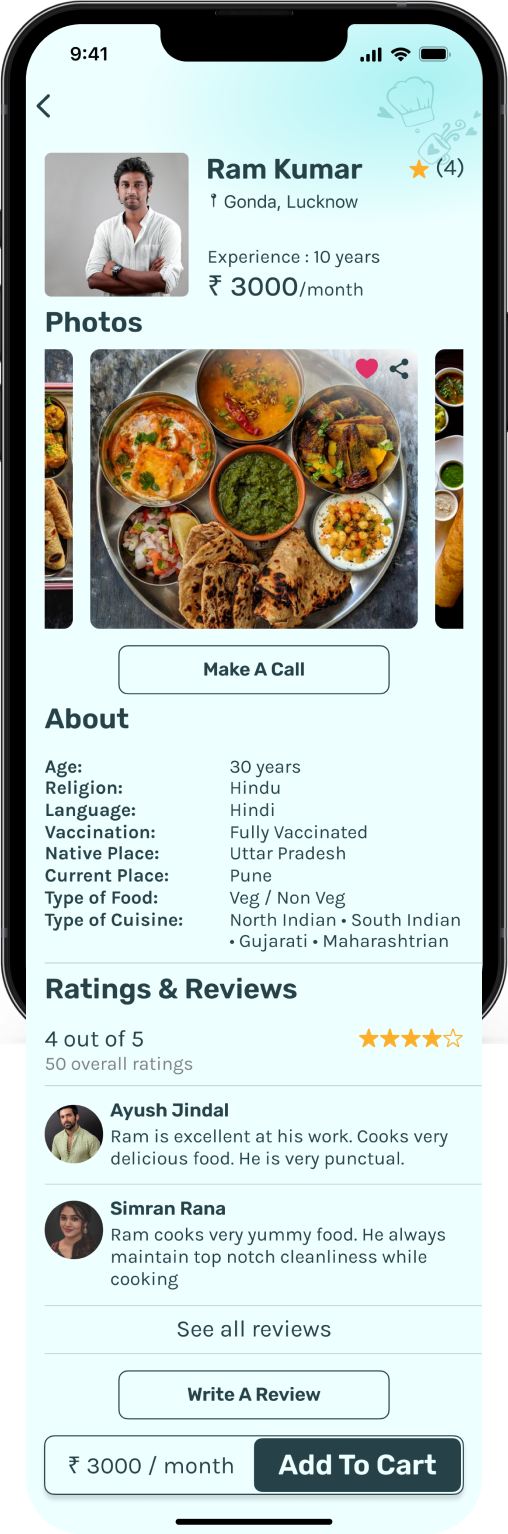 9:41
Ram Kumar
(4)
Gonda, Lucknow
Experience : 10 years
₹ 3000/month
Photos
Make A Call
About
Age: 30 years
Religion: Hindu
Language: Hindi
Vaccination: Fully Vaccinated
Native Place: Uttar Pradesh
Current Place: Pune
Type of Food: Veg / Non Veg
Type of Cuisine: North Indian • South Indian
• Gujarati • Maharashtrian
Ratings & Reviews
4 out of 5
50 overall ratings
Ayush Jindal
Ram is excellent at his work. Cooks very
delicious food. He is very punctual.
Simran Rana
Ram cooks very yummy food. He always
maintain top notch cleanliness while
cooking
See all reviews
Write A Review
₹ 3000 / month
Add To Cart